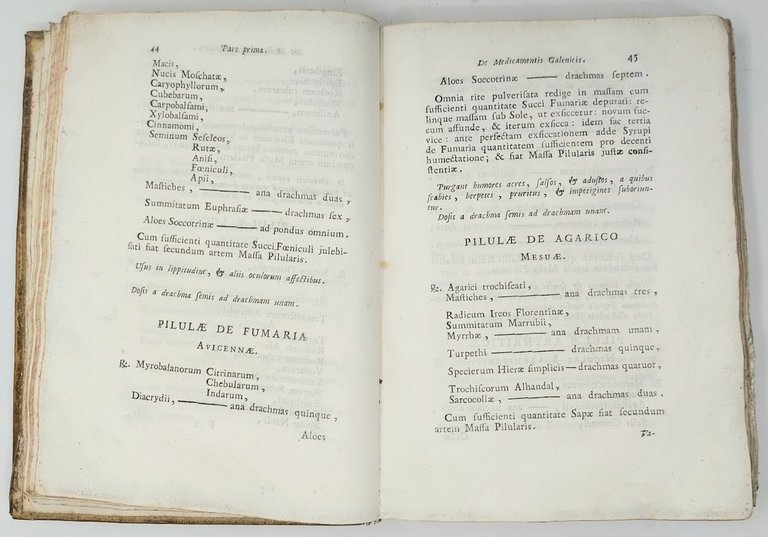 44 Pars prima.
Macis,
Nucis Moſchatæ,
Caryophyllorum,
Cubebarum,
Carpobalſami,
Xylobalſami,
Cinnamomi,
Seminum Seſeleos,
Rutæ,
Aniſi,
Fœniculi,
Apii,
Maſtiches, ——— ana drachmas duas,
Summitatum Euphraſiæ ——— drachmas ſex,
Aloes Soccotrinæ ——— ad pondus omnium.
Cum ſufficienti quantitate Succi Fœniculi julebi-
ſati fiat ſecundum artem Maſſa Pilularis.
Uſus in lippitudine, & aliis oculorum affectibus.
Doſis a drachma ſemis ad drachmam unam.
PILULÆ DE FUMARIA
AVICENNÆ.
℞. Myrobalanorum Citrinarum,
Chebularum,
Indarum,
Diacrydii, ——— ana drachmas quinque,
Aloes
De Medicamentis Galenicis. 45
Aloes Soccotrinæ ——— drachmas ſeptem.
Omnia rite pulveriſata redige in maſſam cum
ſufficienti quantitate Succi Fumariæ depurati: re-
linque maſſam ſub Sole, ut exſiccetur: novum ſuc-
cum affunde, & iterum exſicca: idem fac tertia
vice: ante perfectam exſiccationem adde Syrupi
de Fumaria quantitatem ſufficientem pro decenti
humectatione; & fiat Maſſa Pilularis juſtæ conſi-
ſtentiæ.
Purgant humores acres, ſalſos, & aduſtos, a quibus
ſcabies, herpetes, pruritus, & impetigines ſuboriun-
tur.
Doſis a drachma ſemis ad drachmam unam.
PILULÆ DE AGARICO
MESUÆ.
℞. Agarici trochiſcati,
Maſtiches, ——— ana drachmas tres,
Radicum Ireos Florentinæ,
Summitatum Marrubii,
Myrrhæ, ——— ana drachmam unam,
Turpethi ——— drachmas quinque,
Specierum Hieræ ſimplicis — drachmas quatuor,
Trochiſcorum Alhandal,
Sarcocollæ, ——— ana drachmas duas.
Cum ſufficienti quantitate Sapæ fiat ſecundum
artem Maſſa Pilularis.